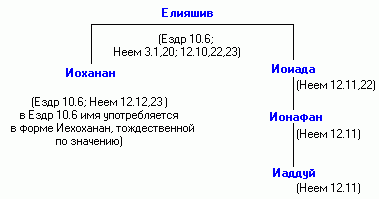 Елияшив
(Ездр 10.6;
Неем 3.1,20; 12.10,22,23)
Иоханан
Иоиада
(Неем 12.11,22)
(Ездр 10.6; Неем 12.12,23 )
в Ездр 10.6 имя употребляется
в форме Иехоханан, тождественной
по значению)
Ионафан
(Неем 12.11)
Иаддуй
(Неем 12.11)